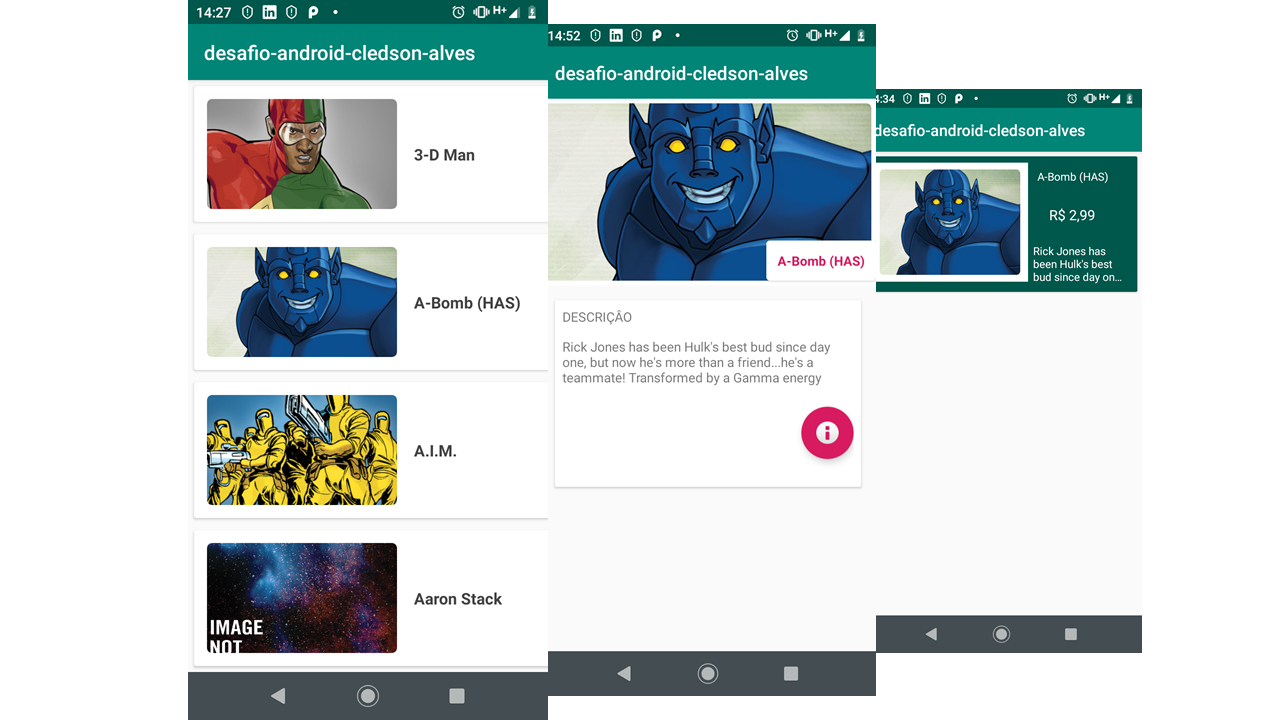 14:27
H+
desafio-android-cledson-alves
3-D Man
A-Bomb (HAS)
A.I.M.
Aaron Stack
IMAGE
NOT
14:52
H+
desafio-android-cledson-alves
A-Bomb (HAS)
DESCRIÇÂO
Rick Jones has been Hulk's best bud since day
one, but now he's more than a friend...he's a
teammate! Transformed by a Gamma energy
4:34
H+
desafio-android-cledson-alves
A-Bomb (HAS)
R$ 2,99
Rick Jones has
been Hulk's best
bud since day on…